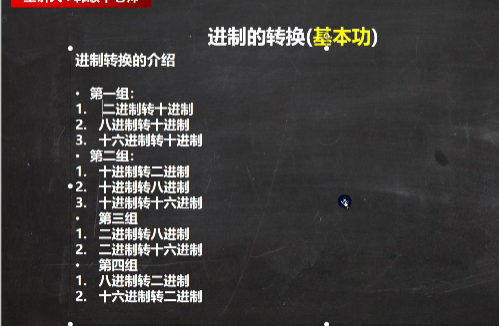 进制的转换(基本功)
进制转换的介绍
• 第一组：
1. 二进制转十进制
2. 八进制转十进制
3. 十六进制转十进制
• 第二组：
1. 十进制转二进制
2. 十进制转八进制
3. 十进制转十六进制
• 第三组
1. 二进制转八进制
2. 二进制转十六进制
• 第四组
1. 八进制转二进制
2. 十六进制转二进制